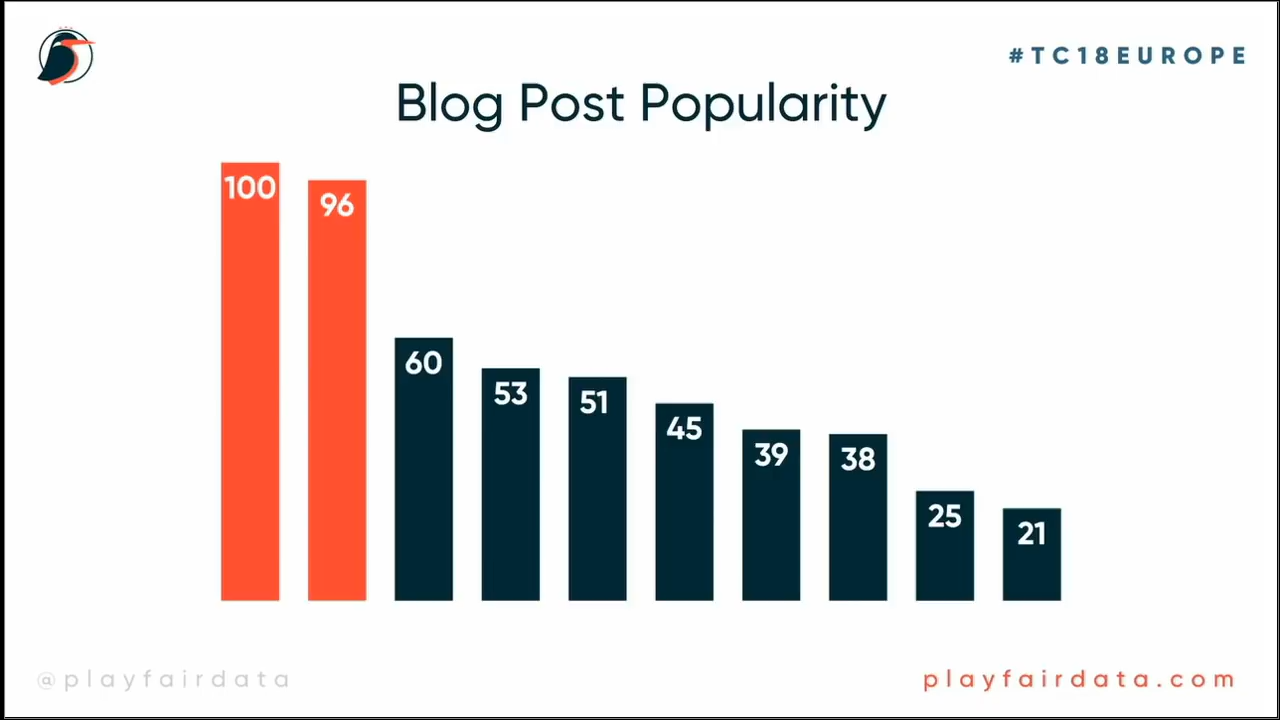 #TC18EUROPE
Blog Post Popularity
100
96
60
53
51
45
39
38
25
21
@playfairdata
playfairdata.com